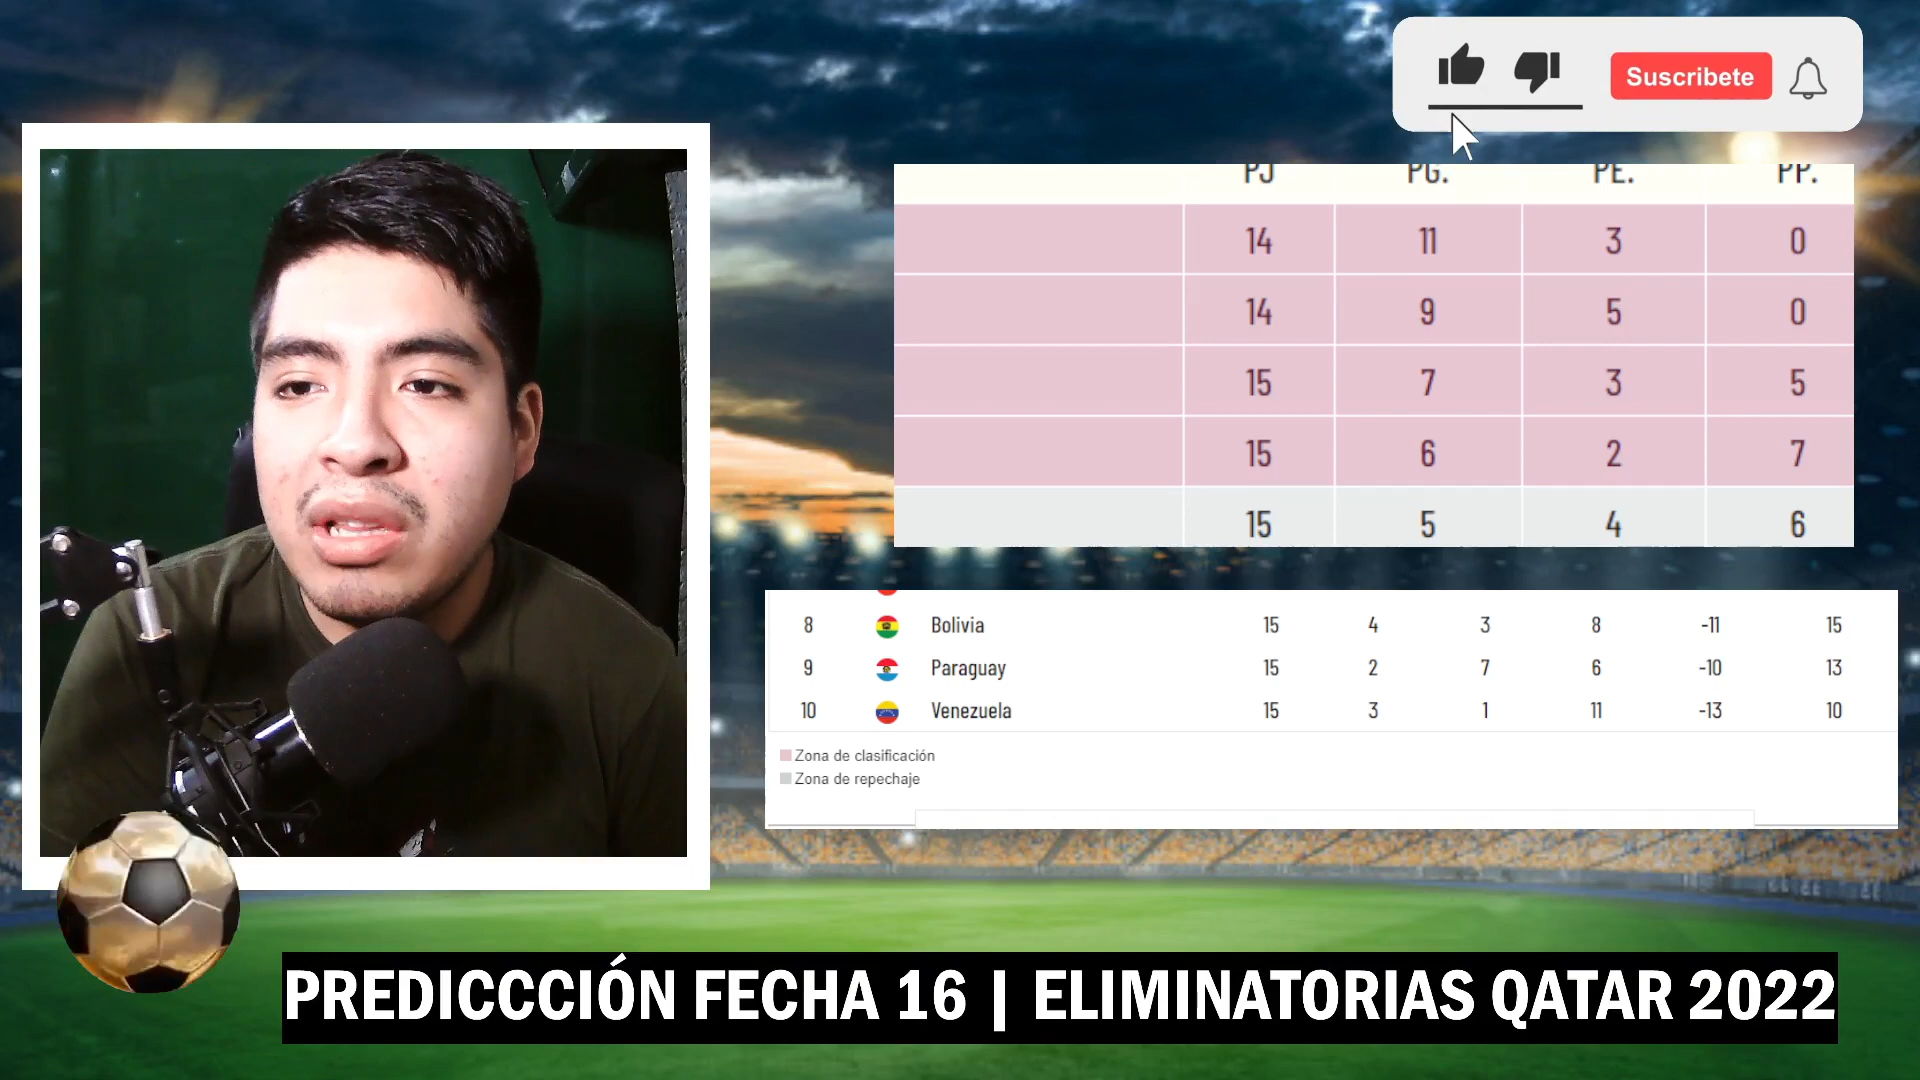 Suscribete
PJ PG. PE. PP.
14 11 3 0
14 9 5 0
15 7 3 5
15 6 2 7
15 5 4 6
8 Bolivia 15 4 3 8 -11 15
9 Paraguay 15 2 7 6 -10 13
10 Venezuela 15 3 1 11 -13 10
Zona de clasificación
Zona de repechaje
PREDICCCIÓN FECHA 16 | ELIMINATORIAS QATAR 2022